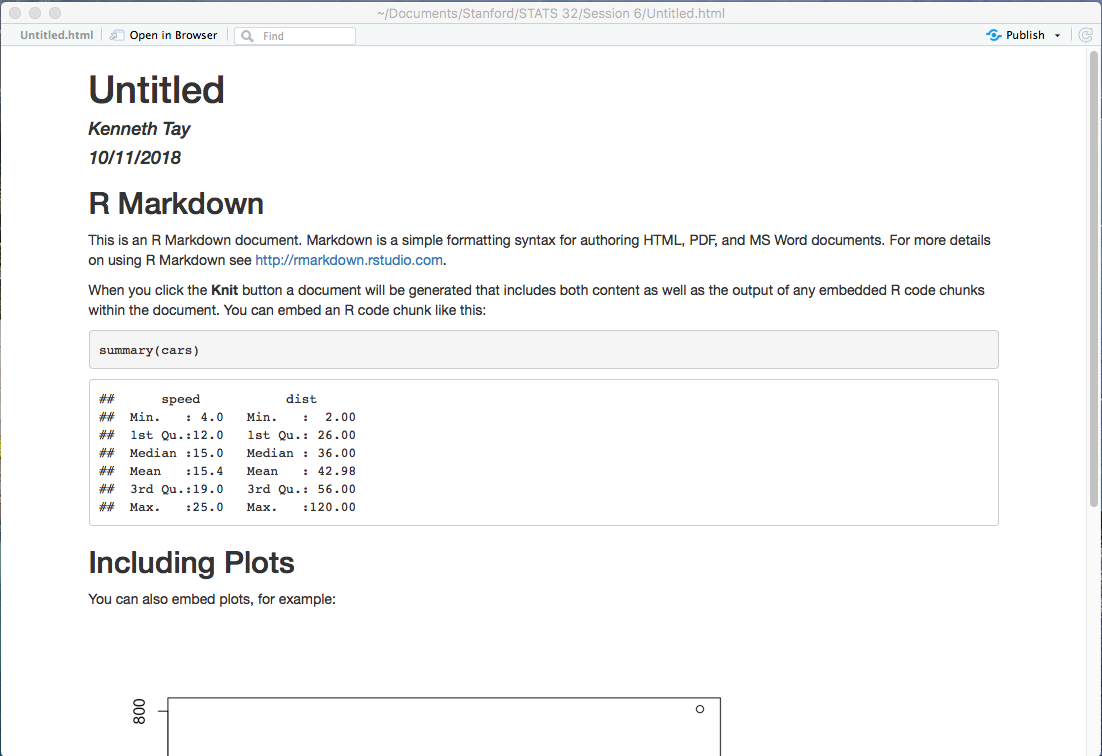 ~/Documents/Stanford/STATS 32/Session 6/Untitled.html
Untitled.html Open in Browser Find Publish
Untitled
Kenneth Tay
10/11/2018
R Markdown
This is an R Markdown document. Markdown is a simple formatting syntax for authoring HTML, PDF, and MS Word documents. For more details
on using R Markdown see http://rmarkdown.rstudio.com.
When you click the Knit button a document will be generated that includes both content as well as the output of any embedded R code chunks
within the document. You can embed an R code chunk like this:
summary(cars)
##      speed           dist
##  Min.   : 4.0   Min.   :  2.00
##  1st Qu.:12.0   1st Qu.: 26.00
##  Median :15.0   Median : 36.00
##  Mean   :15.4   Mean   : 42.98
##  3rd Qu.:19.0   3rd Qu.: 56.00
##  Max.   :25.0   Max.   :120.00
Including Plots
You can also embed plots, for example:
800